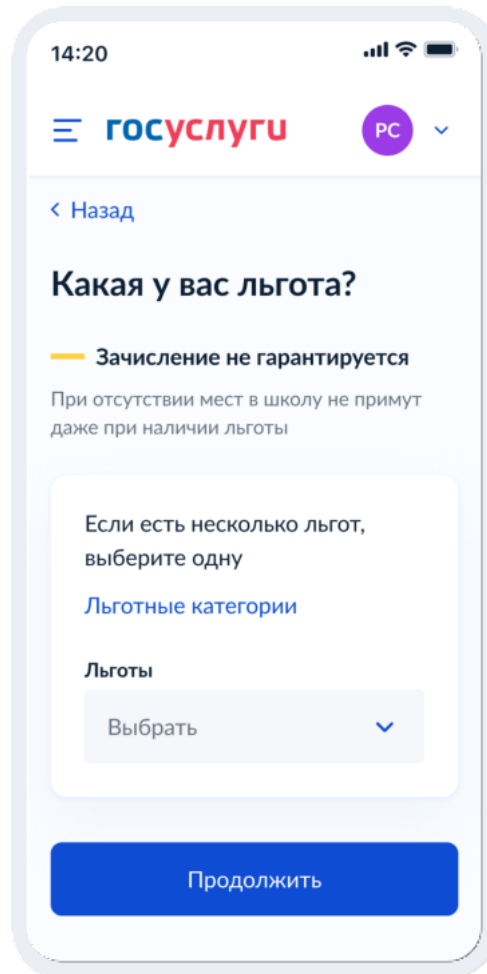 14:20
госуслуги
РС
Назад
Какая у вас льгота?
Зачисление не гарантируется
При отсутствии мест в школу не примут
даже при наличии льготы
Если есть несколько льгот,
выберите одну
Льготные категории
Льготы
Выбрать
Продолжить